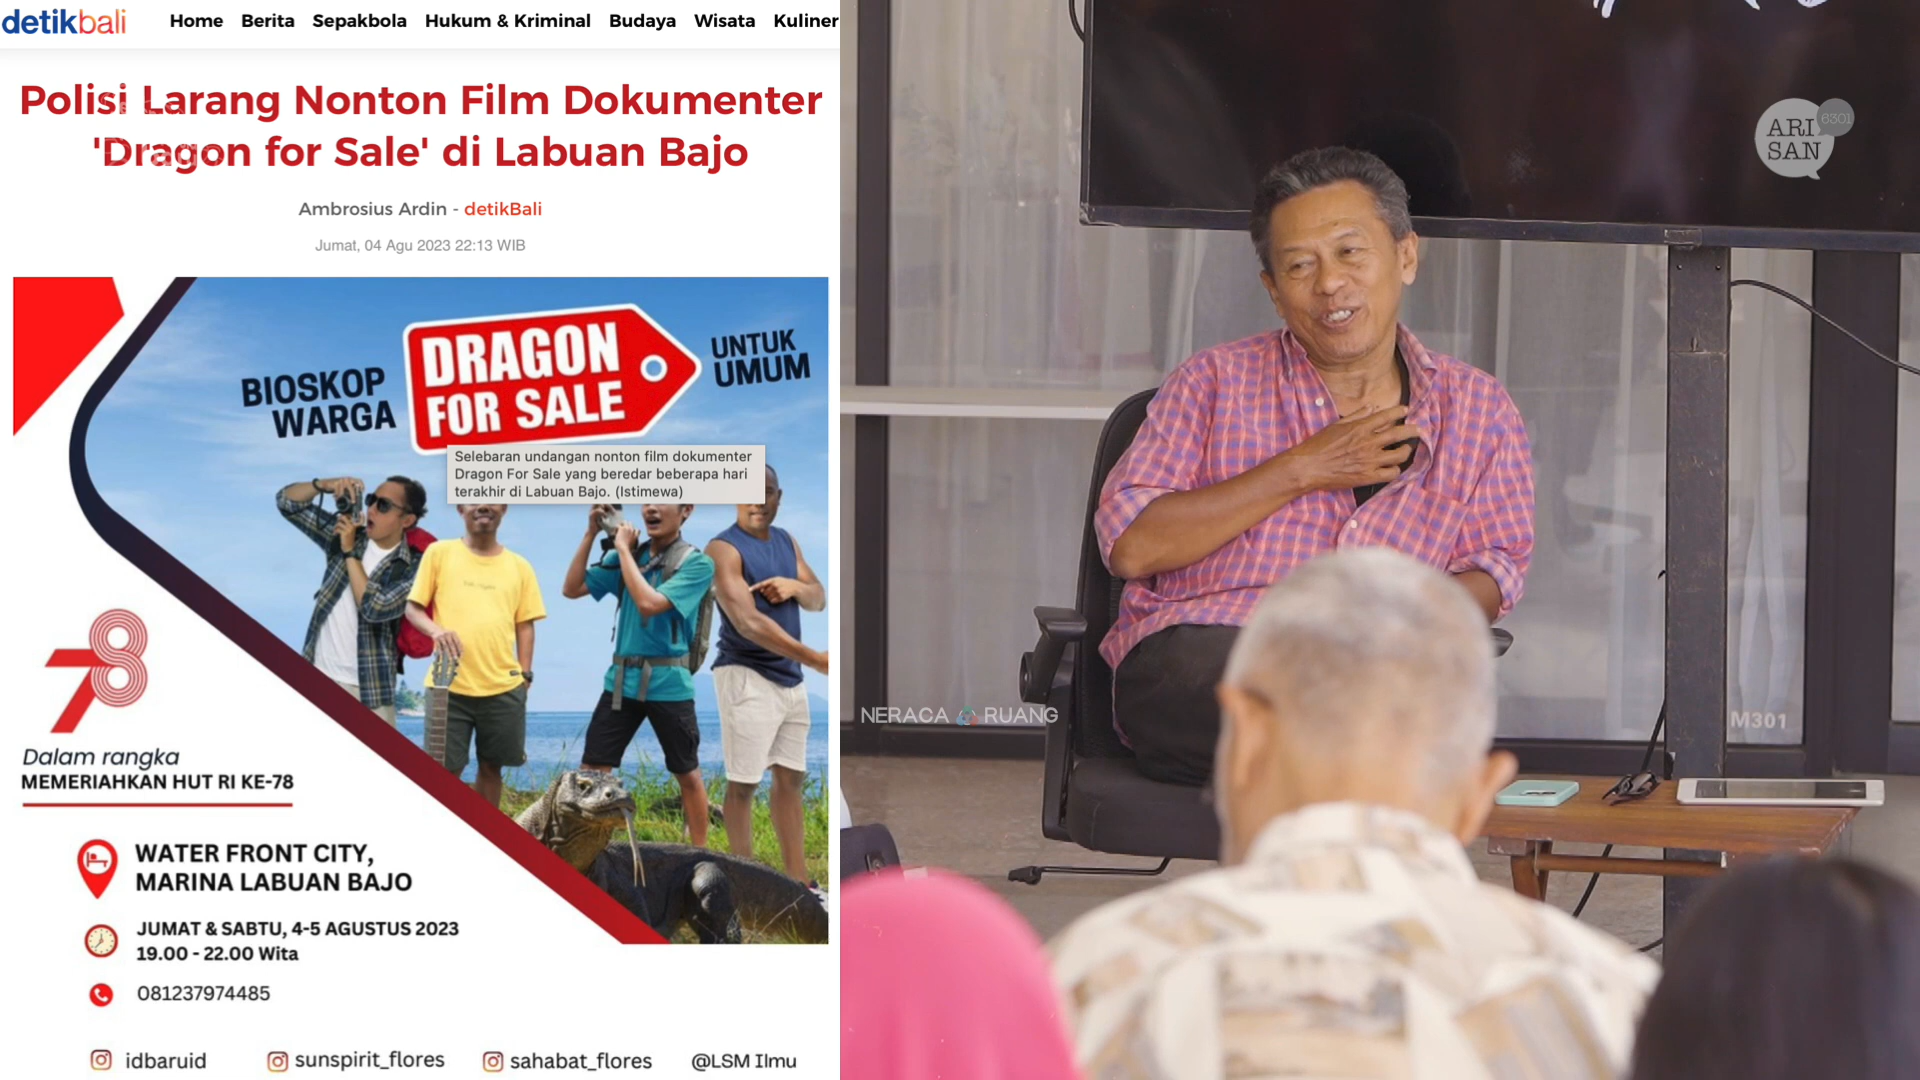 detikbali
Home Berita Sepakbola Hukum & Kriminal Budaya Wisata Kuliner
Polisi Larang Nonton Film Dokumenter
'Dragon for Sale' di Labuan Bajo
Ambrosius Ardin - detikBali
Jumat, 04 Agu 2023 22:13 WIB
BIOSKOP
WARGA
DRAGON
FOR SALE
UNTUK
UMUM
Selebaran undangan nonton film dokumenter
Dragon For Sale yang beredar beberapa hari
terakhir di Labuan Bajo. (Istimewa)
78
Dalam rangka
MEMERIAHKAN HUT RI KE-78
WATER FRONT CITY,
MARINA LABUAN BAJO
JUMAT & SABTU, 4-5 AGUSTUS 2023
19.00 - 22.00 Wita
081237974485
idbaruid sunspirit_flores sahabat_flores @LSM Ilmu
ARI
SAN
6301
NERACA RUANG
M301